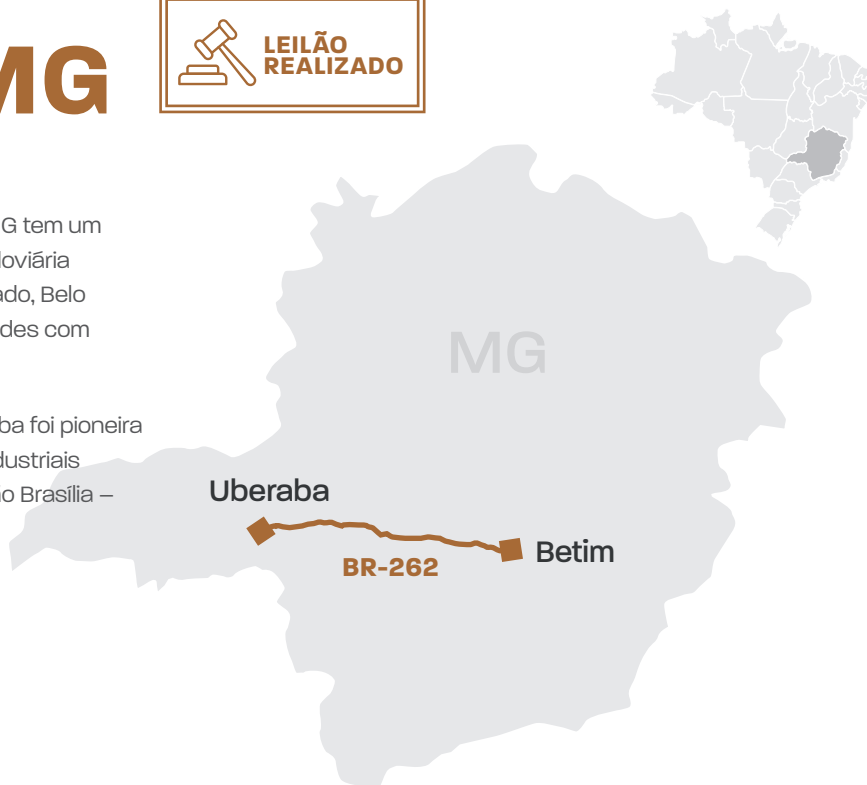 MG
LEILÃO
REALIZADO
G tem um
loviária
ado, Belo
des com
ba foi pioneira
dustriais
o Brasília –
MG
Uberaba
BR-262
Betim